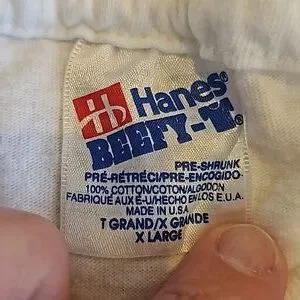 Hanes®
BEEFY-T®
PRE-SHRUNK
PRÉ-RÉTRÉCI/PRE-ENCOGIDO
100% COTTON/COTON/ALGODON
FABRIQUE AUX É-U/HECHO EN LOS E.U.A.
MADE IN U.S.A
T GRAND/X GRANDE
X LARGE